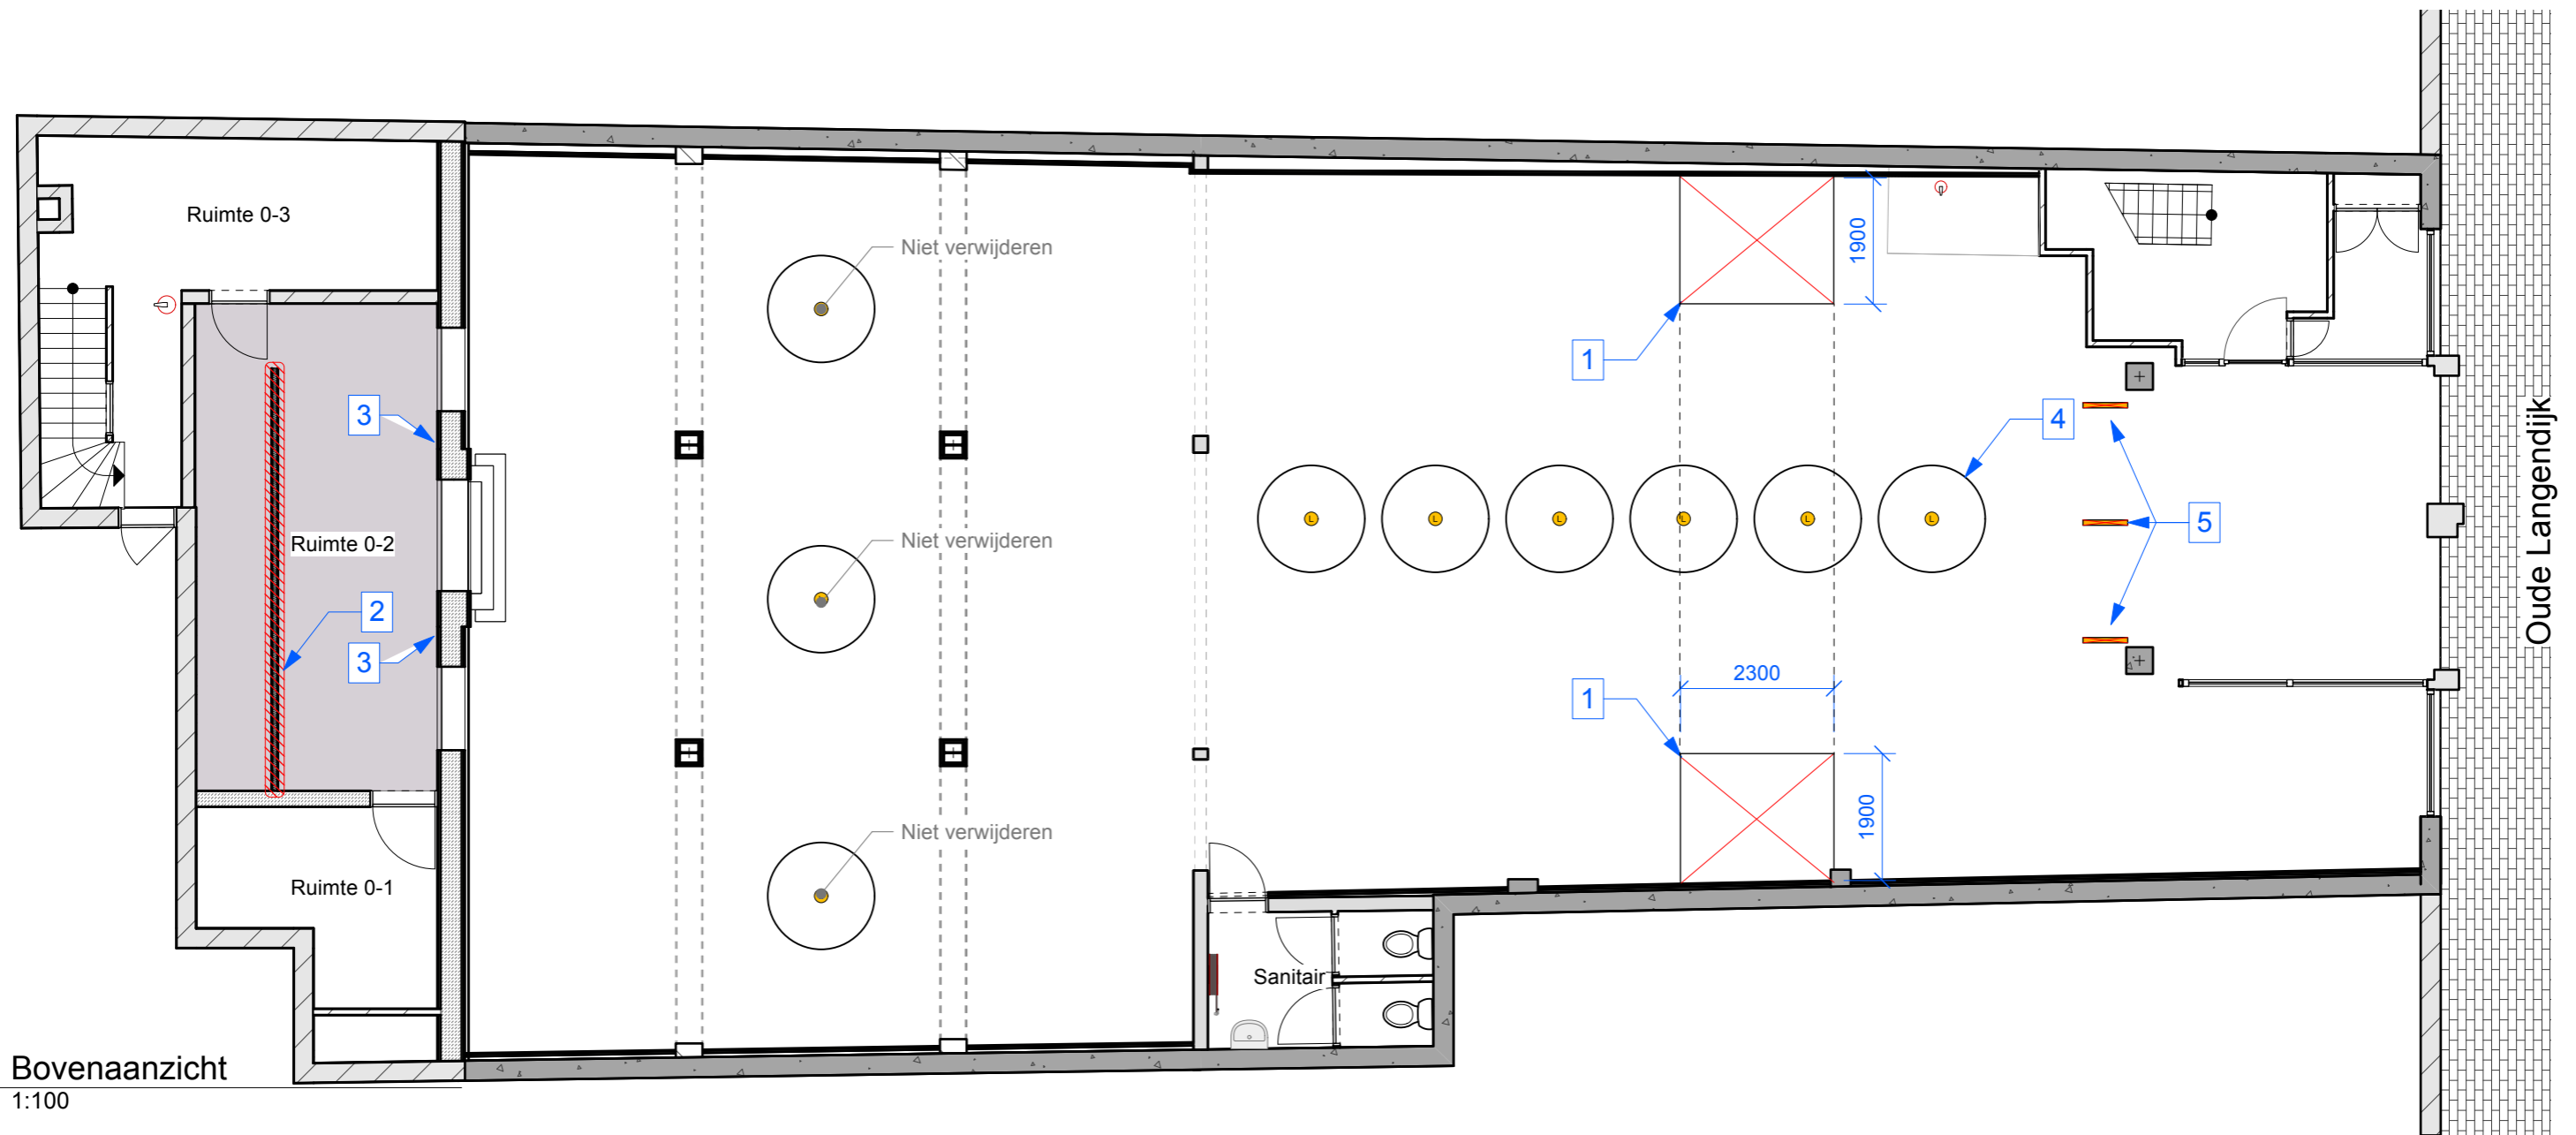 Ruimte 0-3
Niet verwijderen
1900
1
3
4
5
Oude Langendijk
L
L
L
L
L
L
Ruimte 0-2
Niet verwijderen
2
3
2300
1
Niet verwijderen
1900
Ruimte 0-1
Sanitair
Bovenaanzicht
1:100